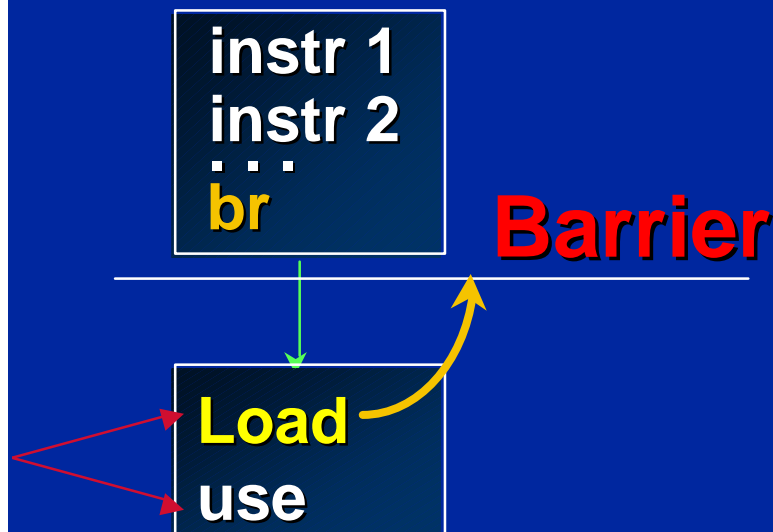 instr 1
instr 2
. . .
br
Barrier
Load
use